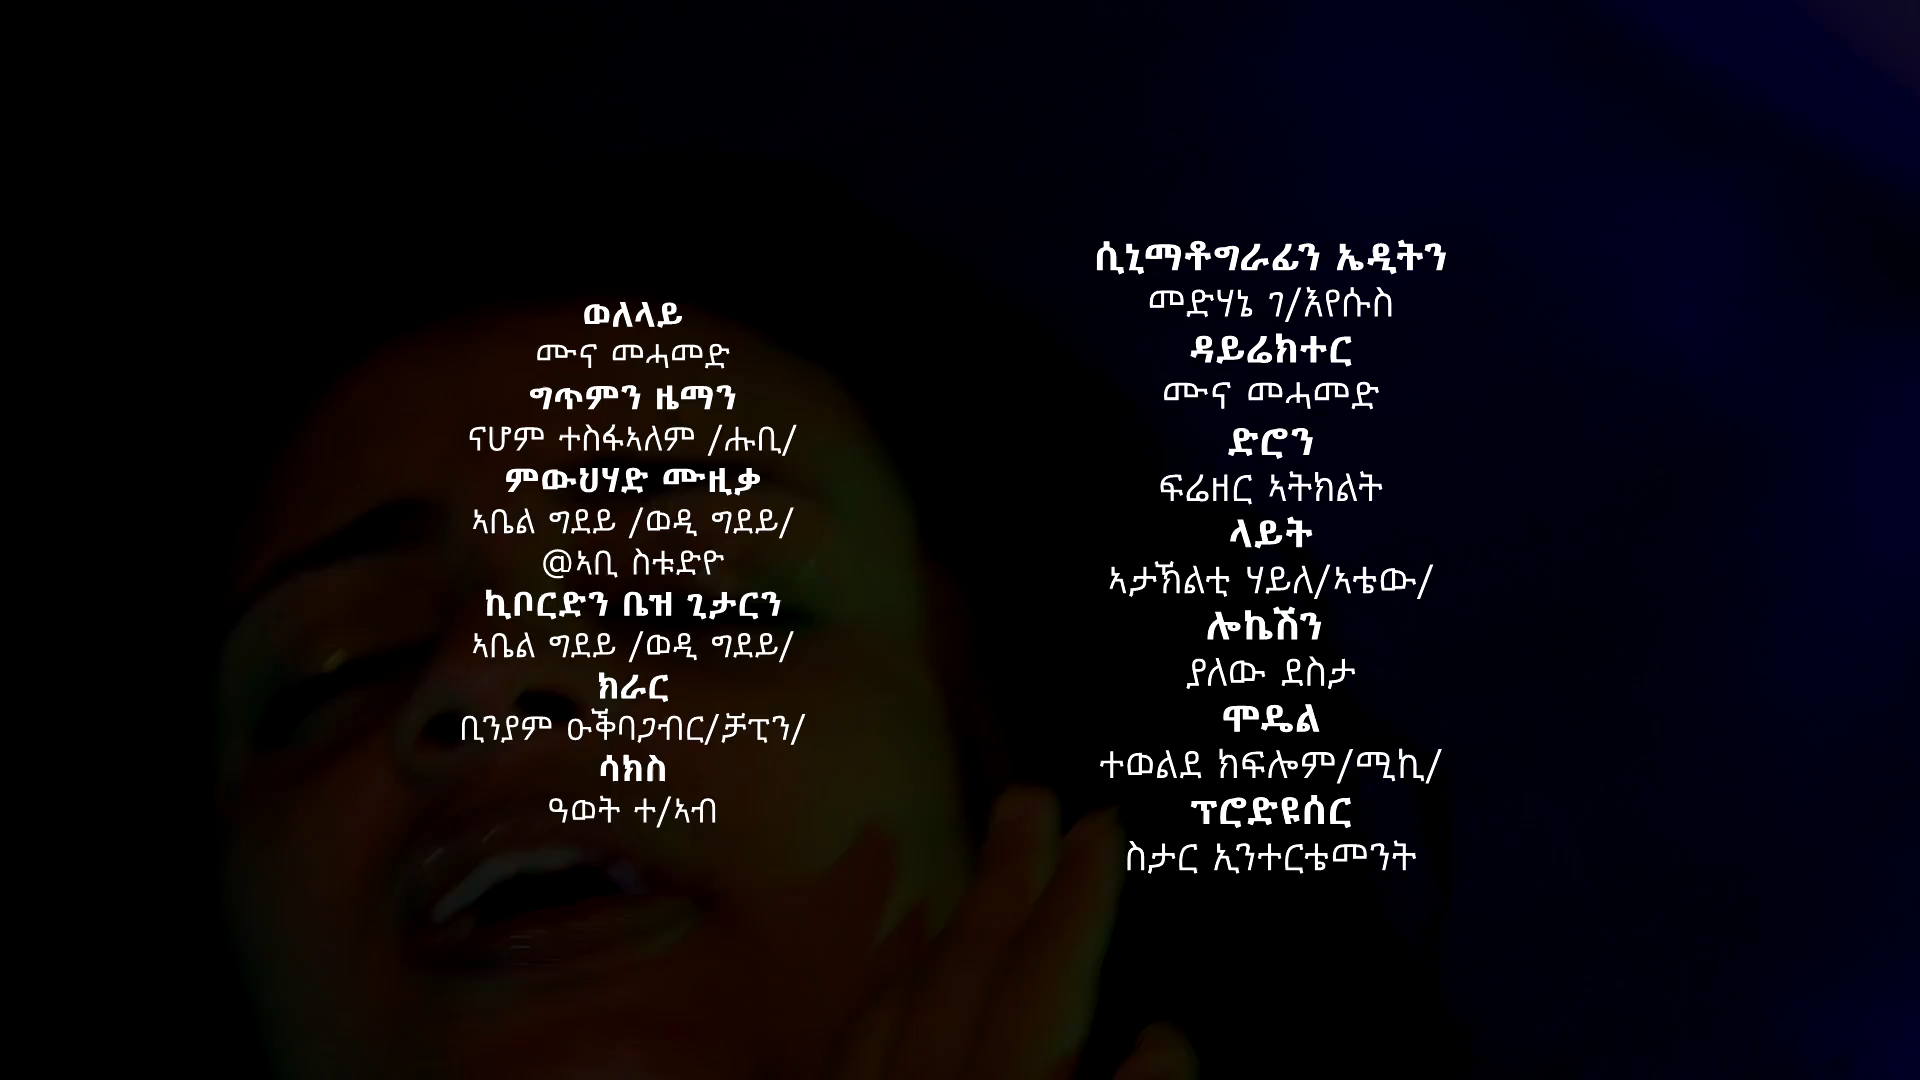 ወለላይ
ሙና መሓመድ
ግጥምን ዜማን
ናሆም ተስፋኣለም /ሑቢ/
ምውህሃድ ሙዚቃ
ኣቤል ግደይ /ወዲ ግደይ/
@ኣቢ ስቱድዮ
ኪቦርድን ቤዝ ጊታርን
ኣቤል ግደይ /ወዲ ግደይ/
ክራር
ቢንያም ዑቕባጋብር/ቻፒን/
ሳክስ
ዓወት ተ/ኣብ
ሲኒማቶግራፊን ኤዲትን
መድሃኔ ገ/እየሱስ
ዳይሬክተር
ሙና መሓመድ
ድሮን
ፍሬዘር ኣትክልት
ላይት
ኣታኽልቲ ሃይለ/ኣቴው/
ሎኬሽን
ያለው ደስታ
ሞዴል
ተወልደ ክፍሎም/ሚኪ/
ፕሮድዩሰር
ስታር ኢንተርቴመንት